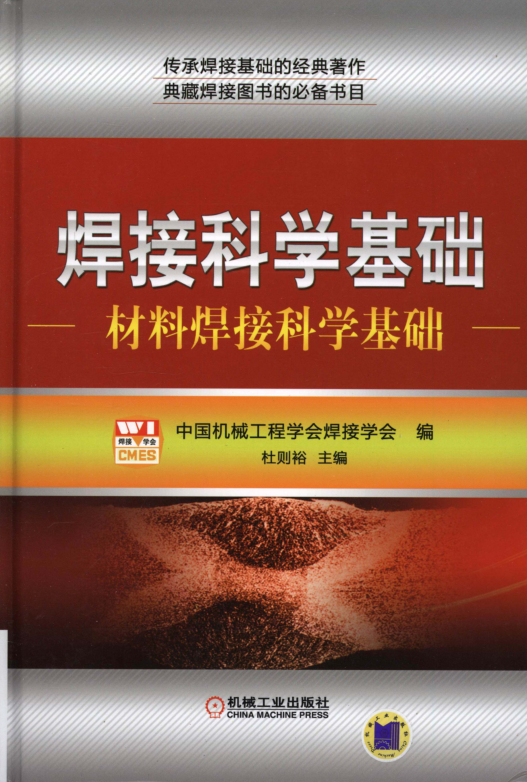 传承焊接基础的经典著作
典藏焊接图书的必备书目
焊接科学基础
材料焊接科学基础
WI
焊接 学会
CMES
中国机械工程学会焊接学会 编
杜则裕 主编
机械工业出版社
CHINA MACHINE PRESS